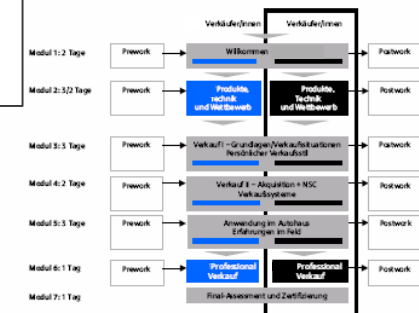 Verkäufer/innen Verkäufer/innen
Modul 1: 2 Tage Prework Willkommen Postwork
Modul 2: 3/2 Tage Prework Produkte, Produkte, Postwork
Technik Technik
und Wettbewerb und Wettbewerb
Modul 3: 3 Tage Prework Verkauf I – Grundlagen/Verkaufssituationen Postwork
Persönlicher Verkaufsstil
Modul 4: 2 Tage Prework Verkauf II – Akquisition + NSC Postwork
Verkaufssysteme
Modul 5: 3 Tage Prework Anwendung im Autohaus Postwork
Erfahrungen im Feld
Modul 6: 1 Tag Prework Professional Professional Postwork
Verkauf Verkauf
Modul 7: 1 Tag Final-Assessment und Zertifizierung